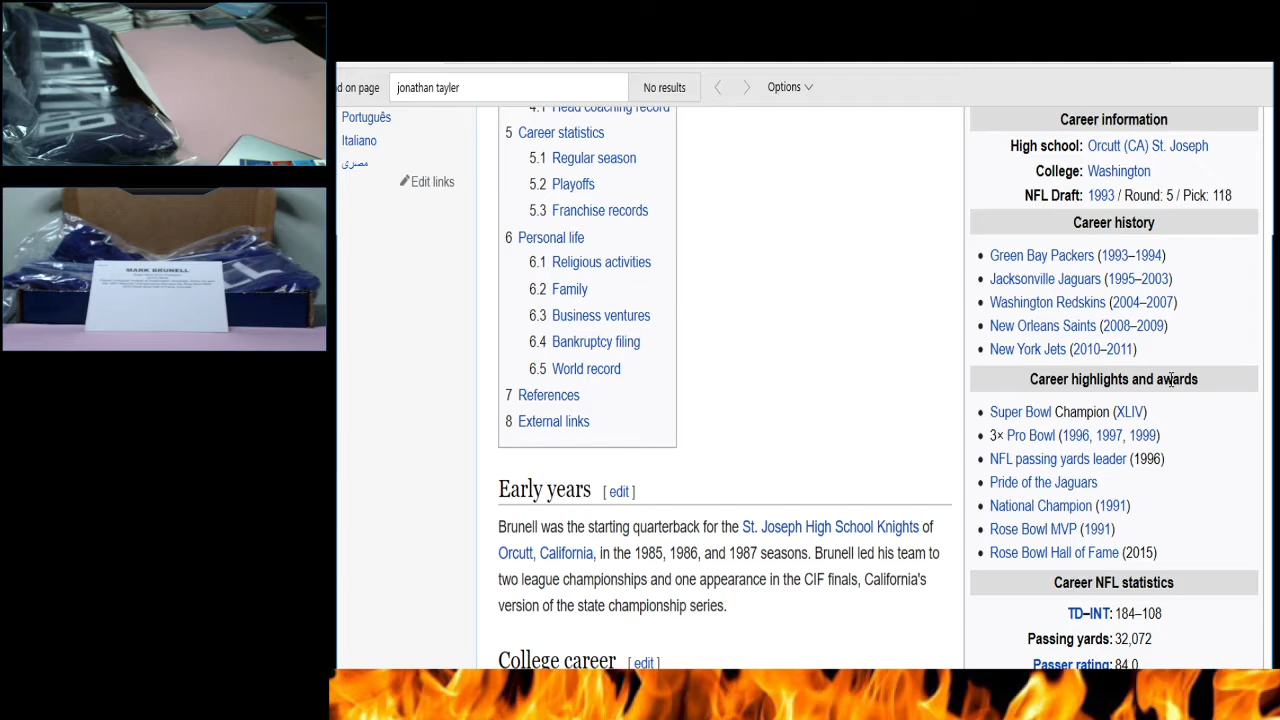 BRUNELL
MARK BRUNELL
d on page
jonathan tayler
No results
Options
Português
Italiano
مصرى
Edit links
4.1 Head coaching record
5 Career statistics
5.1 Regular season
5.2 Playoffs
5.3 Franchise records
6 Personal life
6.1 Religious activities
6.2 Family
6.3 Business ventures
6.4 Bankruptcy filing
6.5 World record
7 References
8 External links
Early years [ edit ]
Brunell was the starting quarterback for the St. Joseph High School Knights of
Orcutt, California, in the 1985, 1986, and 1987 seasons. Brunell led his team to
two league championships and one appearance in the CIF finals, California's
version of the state championship series.
College career [ edit ]
Career information
High school: Orcutt (CA) St. Joseph
College: Washington
NFL Draft: 1993 / Round: 5 / Pick: 118
Career history
• Green Bay Packers (1993–1994)
• Jacksonville Jaguars (1995–2003)
• Washington Redskins (2004–2007)
• New Orleans Saints (2008–2009)
• New York Jets (2010–2011)
Career highlights and awards
• Super Bowl Champion (XLIV)
• 3× Pro Bowl (1996, 1997, 1999)
• NFL passing yards leader (1996)
• Pride of the Jaguars
• National Champion (1991)
• Rose Bowl MVP (1991)
• Rose Bowl Hall of Fame (2015)
Career NFL statistics
TD–INT: 184–108
Passing yards: 32,072
Passer rating: 84.0